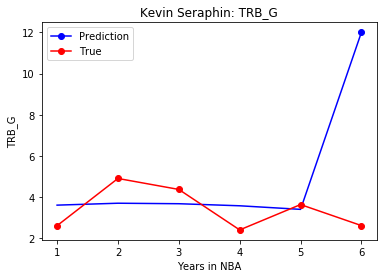 Kevin Seraphin: TRB_G
Prediction
True
12
10
8
6
4
2
TRB_G
1 2 3 4 5 6
Years in NBA